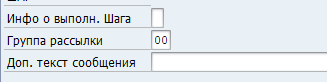 Инфо о выполн. Шага
Группа рассылки 00
Доп. текст сообщения